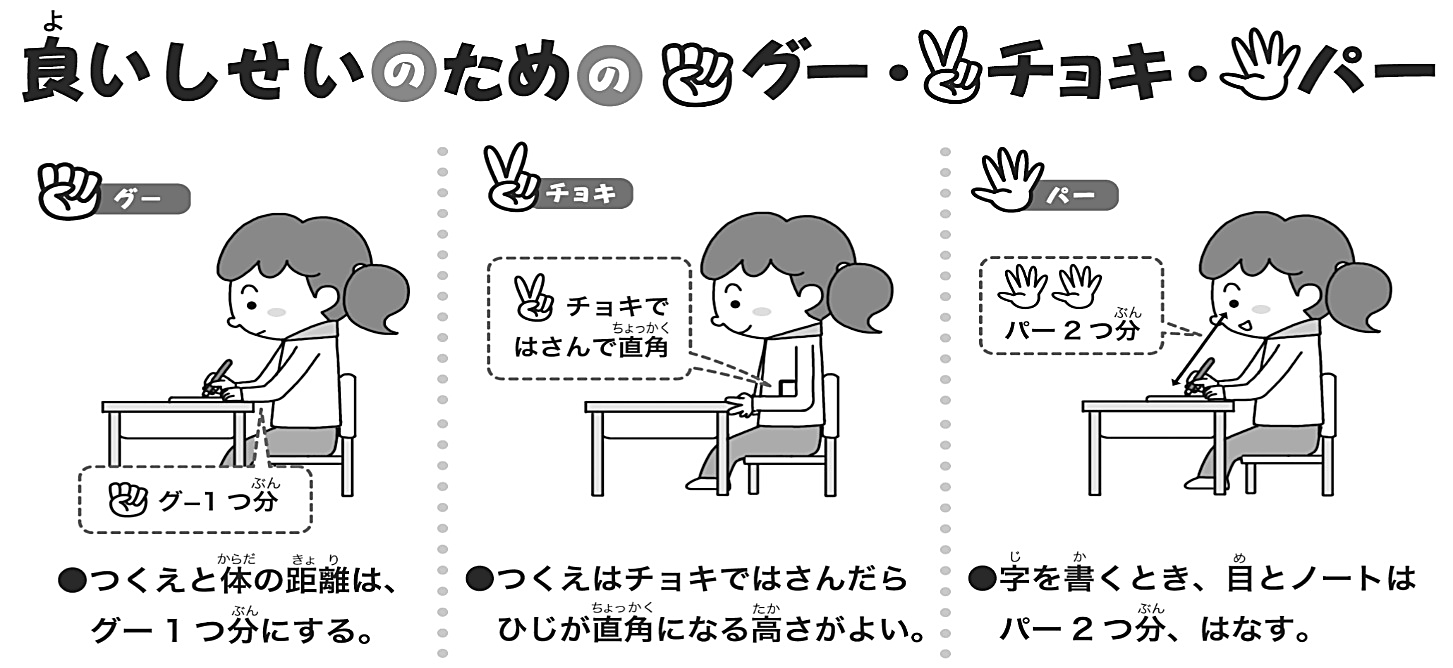 良いしせいのための グー・チョキ・パー
グー
チョキ
パー
チョキで
はさんで直角
パー2つ分
グー1つ分
●つくえと体の距離は、
グー1つ分にする。
●つくえはチョキではさんだら
ひじが直角になる高さがよい。
●字を書くとき、目とノートは
パー2つ分、はなす。